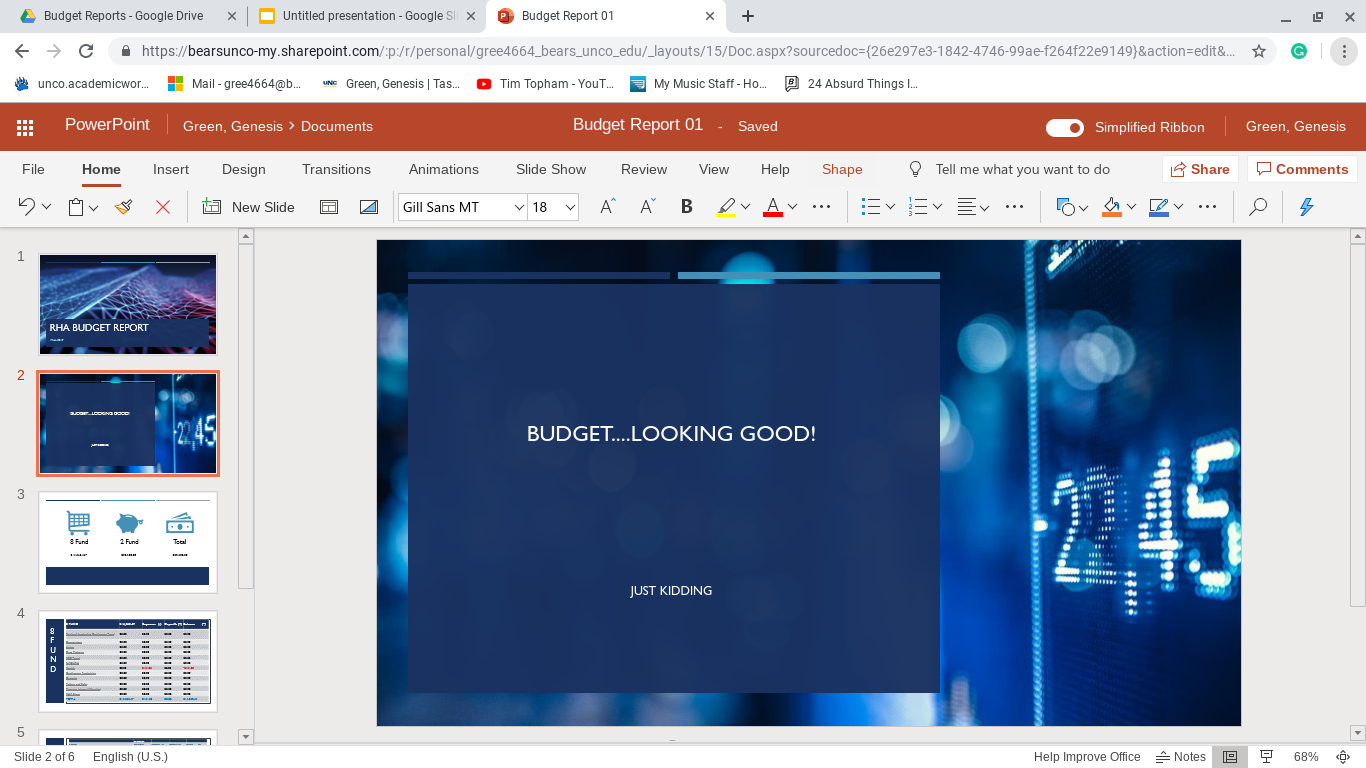 Budget Reports - Google Drive
Untitled presentation - Google Sl
Budget Report 01
https://bearsunco-my.sharepoint.com/:p:/r/personal/gree4664_bears_unco_edu/_layouts/15/Doc.aspx?sourcedoc={26e297e3-1842-4746-99ae-f264f22e9149}&action=edit&...
unco.academicwor...
Mail - gree4664@b...
UNC Green, Genesis | Tas...
Tim Topham - YouT...
My Music Staff - Ho...
24 Absurd Things I...
PowerPoint
Green, Genesis > Documents
Budget Report 01 - Saved
Simplified Ribbon
Green, Genesis
File Home Insert Design Transitions Animations Slide Show Review View Help Shape Tell me what you want to do Share Comments
New Slide Gill Sans MT 18 B A
1
RHA BUDGET REPORT
2
BUDGET....LOOKING GOOD!
JUST KIDDING
3
8 Fund 2 Fund Total
4
8 FUND
5
BUDGET....LOOKING GOOD!
JUST KIDDING
22,45
Slide 2 of 6 English (U.S.) Help Improve Office Notes 68%